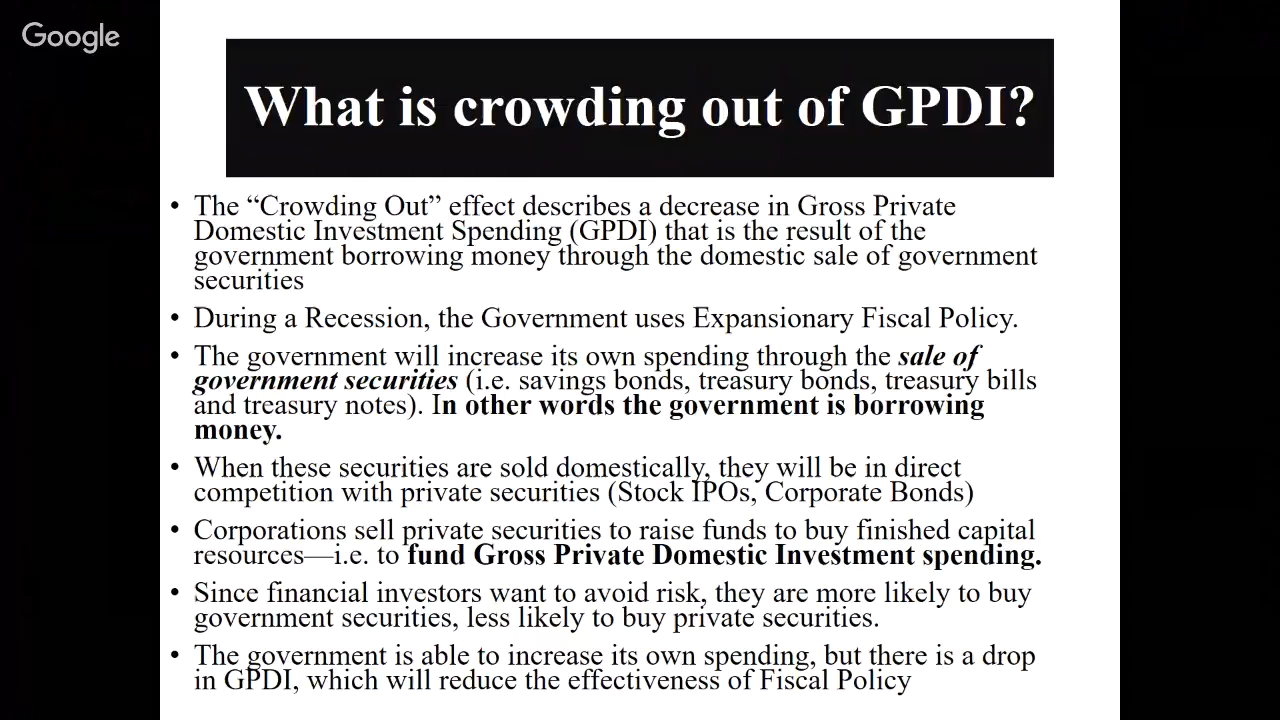 Google
What is crowding out of GPDI?
• The “Crowding Out” effect describes a decrease in Gross Private
Domestic Investment Spending (GPDI) that is the result of the
government borrowing money through the domestic sale of government
securities
• During a Recession, the Government uses Expansionary Fiscal Policy.
• The government will increase its own spending through the sale of
government securities (i.e. savings bonds, treasury bonds, treasury bills
and treasury notes). In other words the government is borrowing
money.
• When these securities are sold domestically, they will be in direct
competition with private securities (Stock IPOs, Corporate Bonds)
• Corporations sell private securities to raise funds to buy finished capital
resources—i.e. to fund Gross Private Domestic Investment spending.
• Since financial investors want to avoid risk, they are more likely to buy
government securities, less likely to buy private securities.
• The government is able to increase its own spending, but there is a drop
in GPDI, which will reduce the effectiveness of Fiscal Policy